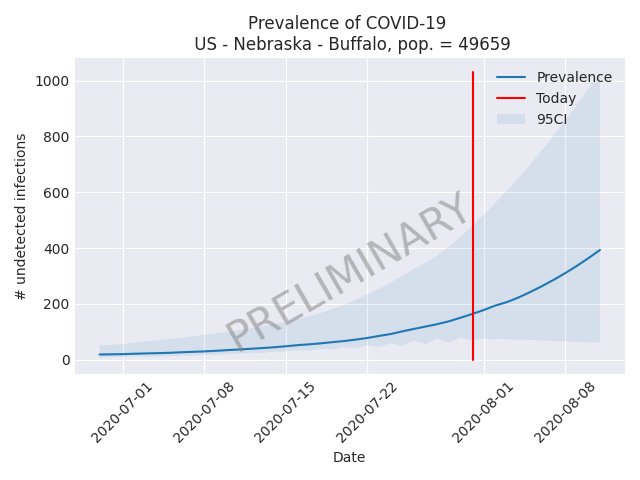 Prevalence of COVID-19
US - Nebraska - Buffalo, pop. = 49659
1000
800
600
400
200
0
# undetected infections
Prevalence
Today
95CI
PRELIMINARY
2020-07-01
2020-07-08
2020-07-15
2020-07-22
2020-08-01
2020-08-08
Date